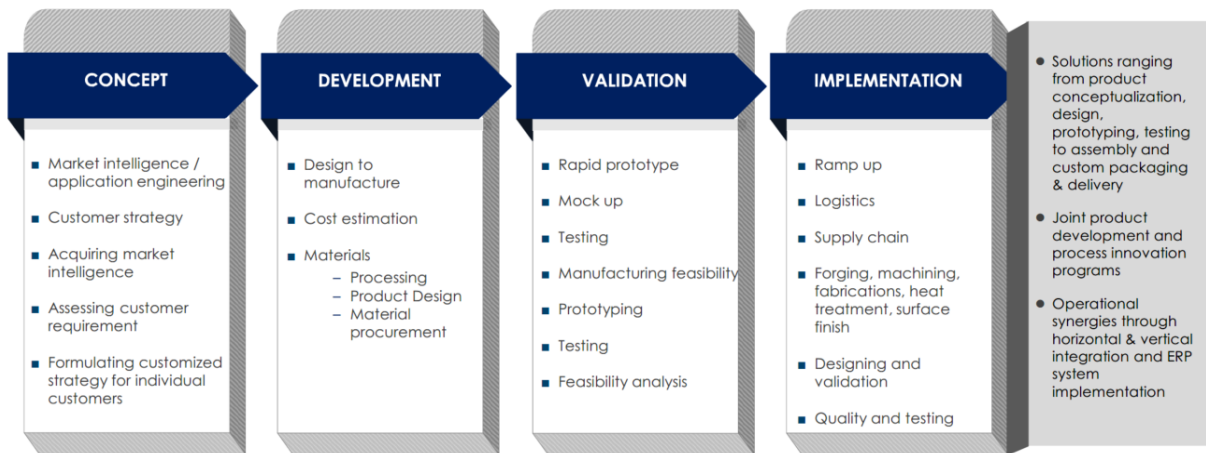 CONCEPT
Market intelligence /
application engineering
Customer strategy
Acquiring market
intelligence
Assessing customer
requirement
Formulating customized
strategy for individual
customers
DEVELOPMENT
Design to
manufacture
Cost estimation
Materials
– Processing
– Product Design
– Material
procurement
VALIDATION
Rapid prototype
Mock up
Testing
Manufacturing feasibility
Prototyping
Testing
Feasibility analysis
IMPLEMENTATION
Ramp up
Logistics
Supply chain
Forging, machining,
fabrications, heat
treatment, surface
finish
Designing and
validation
Quality and testing
Solutions ranging
from product
conceptualization,
design,
prototyping, testing
to assembly and
custom packaging
& delivery
Joint product
development and
process innovation
programs
Operational
synergies through
horizontal & vertical
integration and ERP
system
implementation